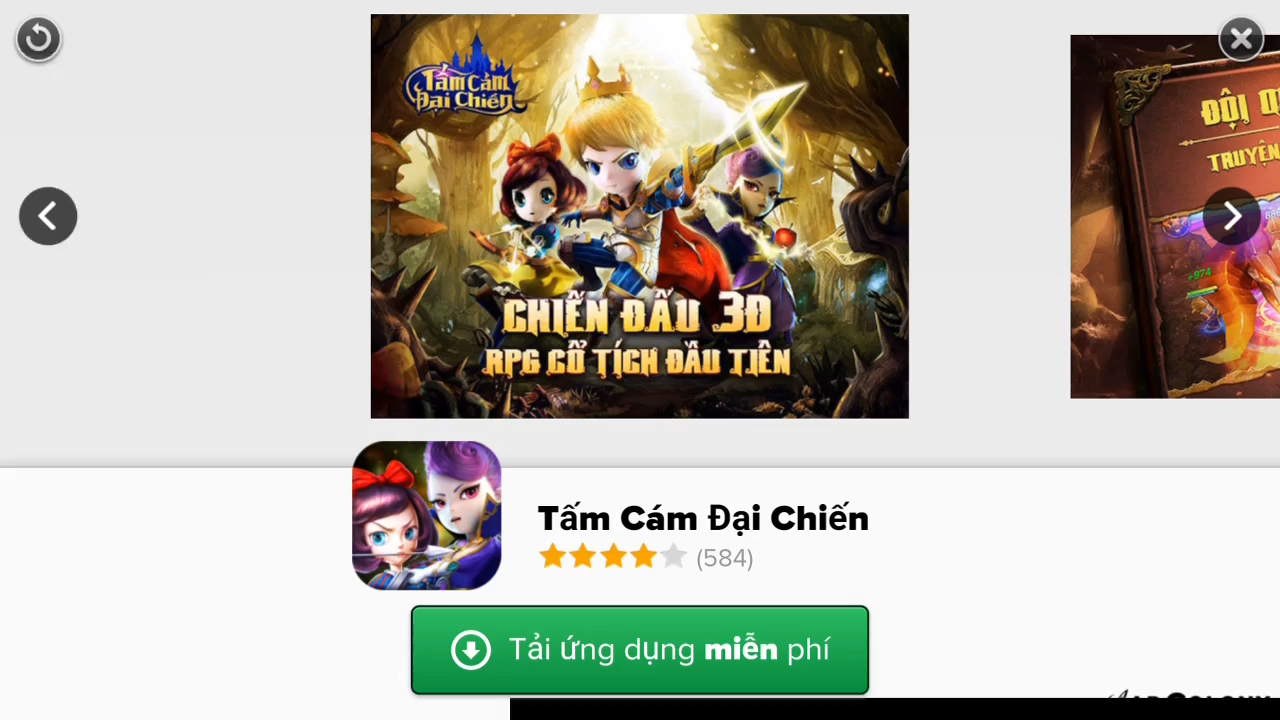 Tấm Cám
Đại Chiến
CHIẾN ĐẤU 3D
RPG CỔ TÍCH ĐẦU TIÊN
ĐỘI
TRUYỆN
+974
Tấm Cám Đại Chiến
(584)
Tải ứng dụng miễn phí